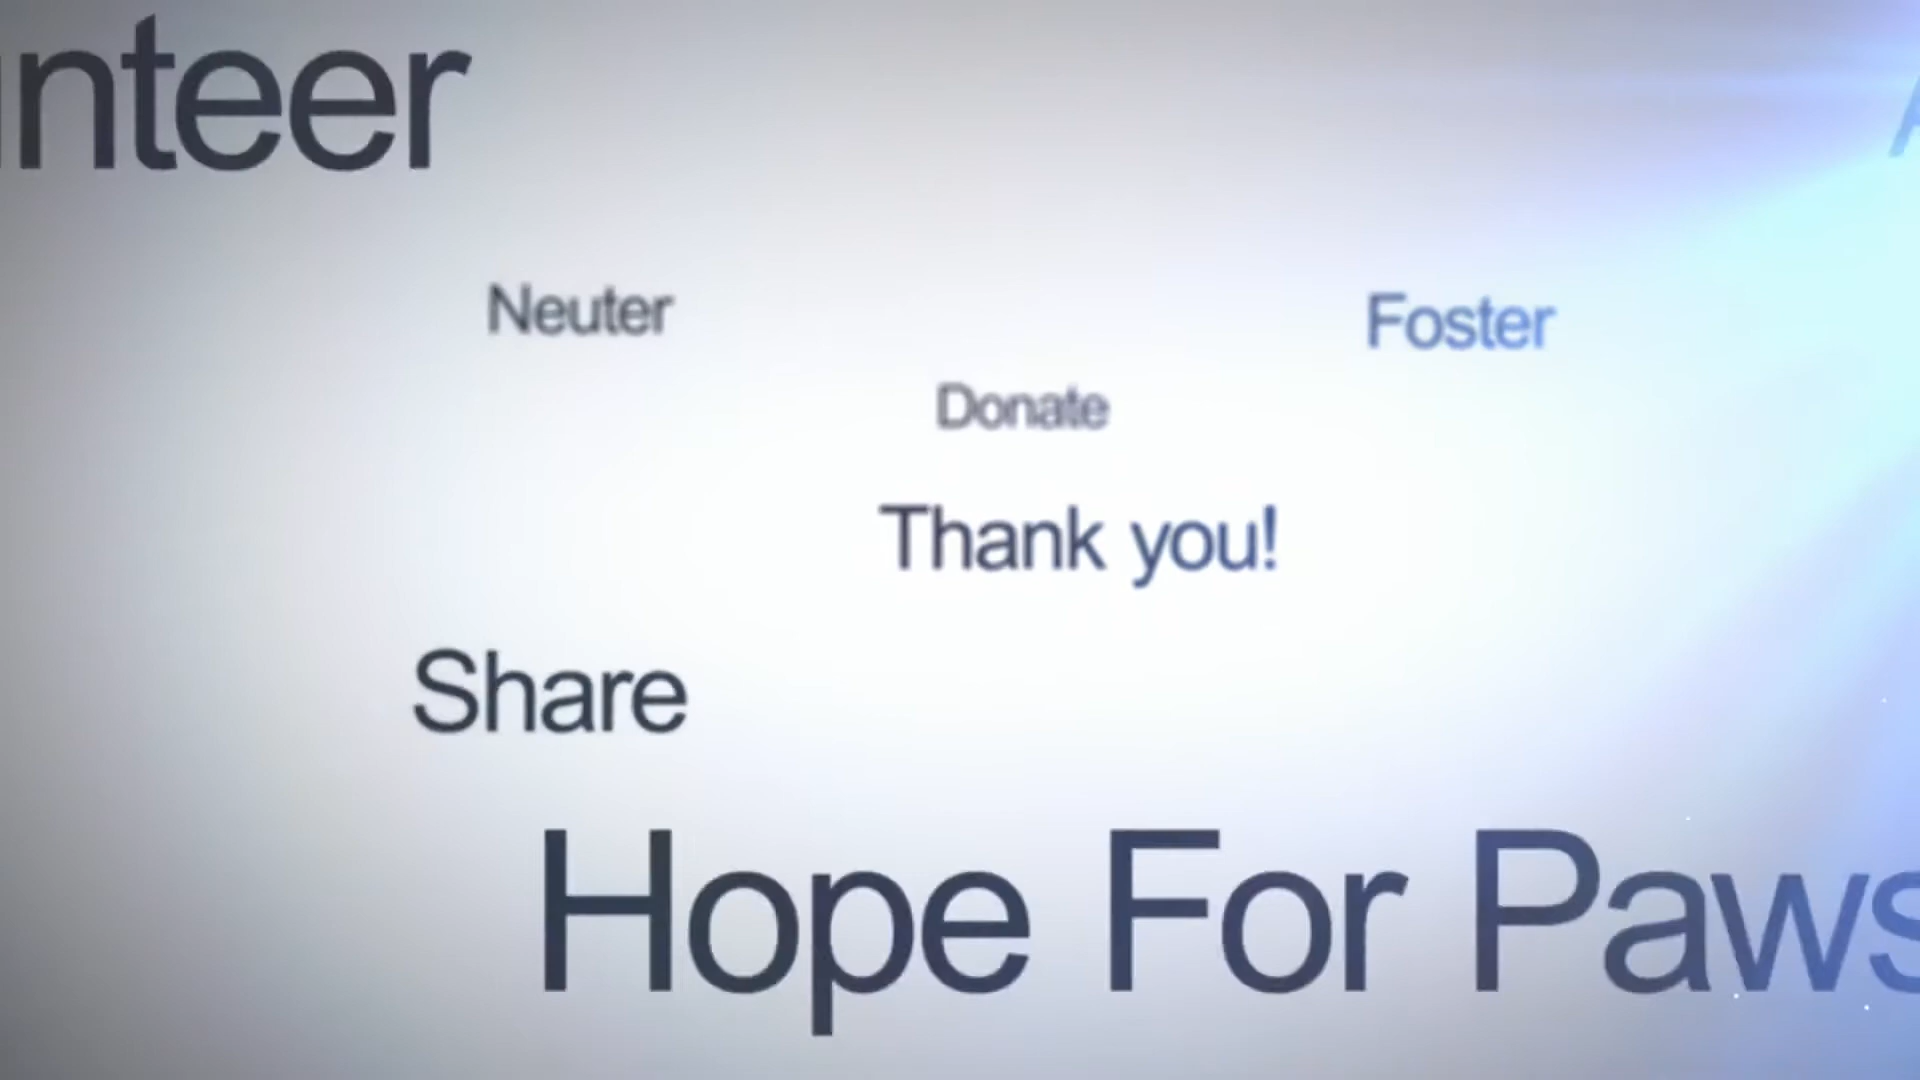 nteer
Neuter
Foster
Donate
Thank you!
Share
Hope For Paws